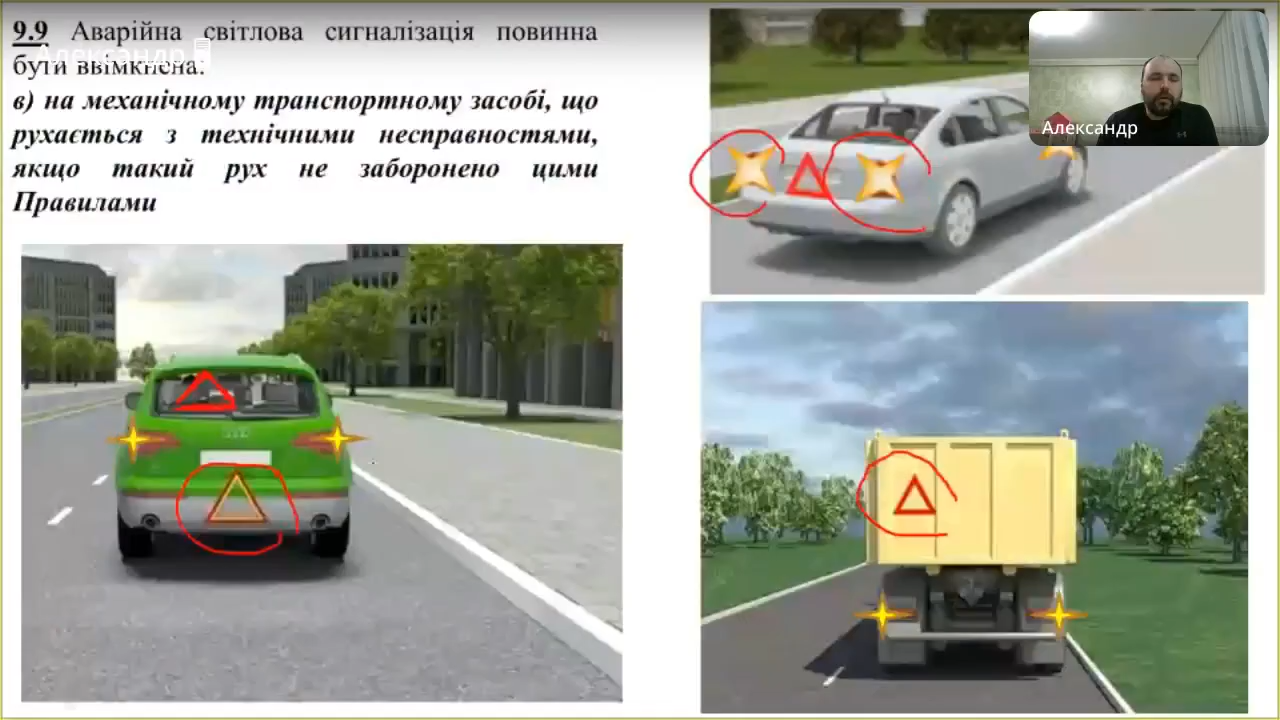 9.9 Аварійна світлова сигналізація повинна
Александр
бути ввімкнена:
в) на механічному транспортному засобі, що
рухається з технічними несправностями,
якщо такий рух не заборонено цими
Правилами
Александр